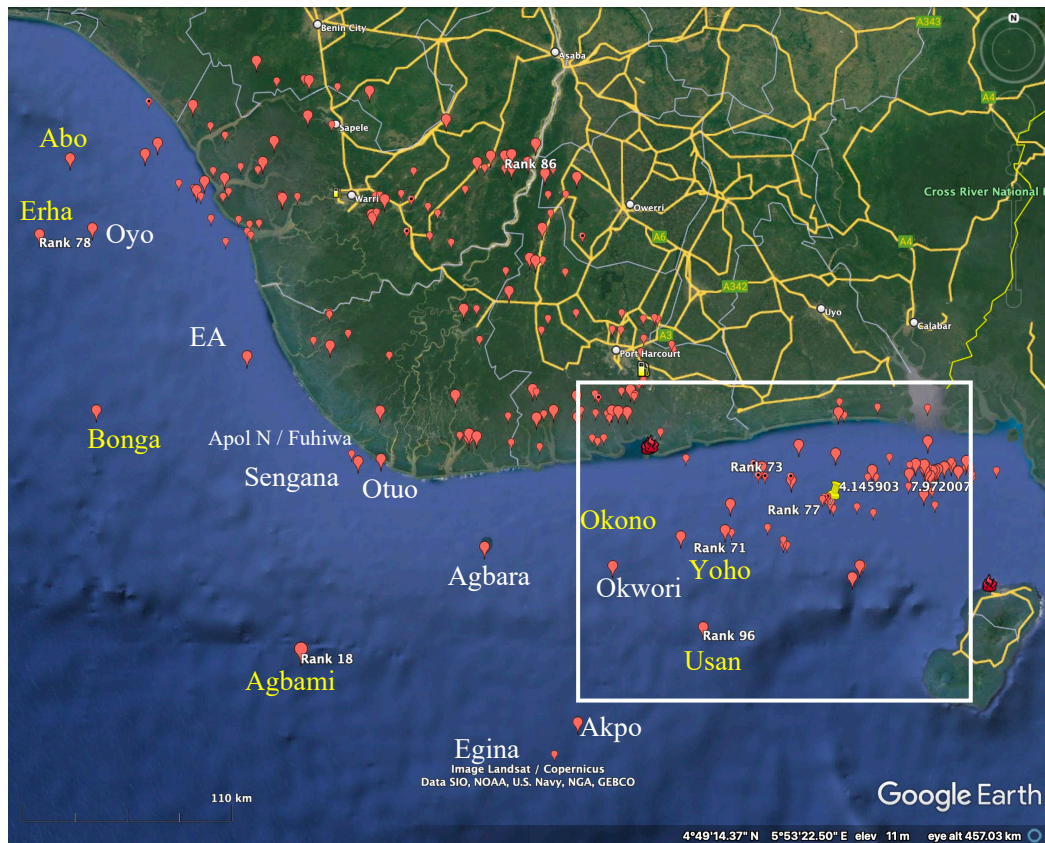 N
A343
Benin City
Asaba
A4
Abo
Sapele
Rank 86
Cross River National
Warri
Owerri
Erha
Rank 78
Oyo
A6
A4
A342
Uyo
Calabar
EA
A3
Port Harcourt
Bonga
Apol N / Fuhiwa
Sengana
Otuo
Rank 73
4.145903
7.972007
Okono
Rank 77
Agbara
Rank 71
Yoho
Okwori
Rank 96
Usan
Rank 18
Agbami
Akpo
Egina
Image Landsat / Copernicus
Data SIO, NOAA, U.S. Navy, NGA, GEBCO
110 km
Google Earth
4°49'14.37" N 5°53'22.50" E elev 11 m eye alt 457.03 km